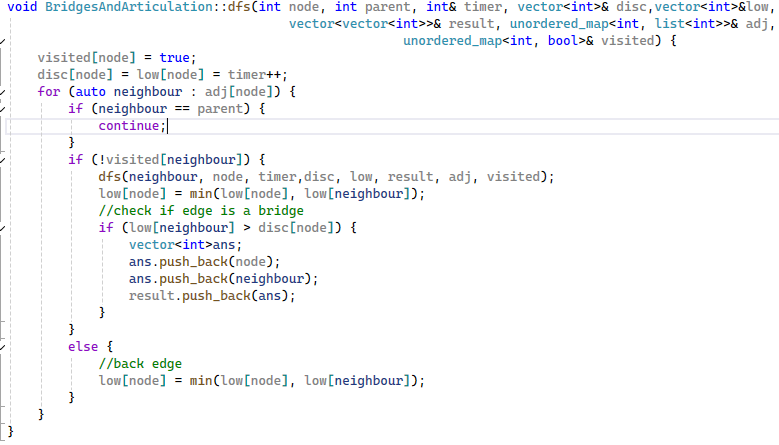 void BridgesAndArticulation::dfs(int node, int parent, int& timer, vector<int>& disc,vector<int>&low,
vector<vector<int>>& result, unordered_map<int, list<int>>& adj,
unordered_map<int, bool>& visited) {
visited[node] = true;
disc[node] = low[node] = timer++;
for (auto neighbour : adj[node]) {
if (neighbour == parent) {
continue;
}
if (!visited[neighbour]) {
dfs(neighbour, node, timer,disc, low, result, adj, visited);
low[node] = min(low[node], low[neighbour]);
//check if edge is a bridge
if (low[neighbour] > disc[node]) {
vector<int>ans;
ans.push_back(node);
ans.push_back(neighbour);
result.push_back(ans);
}
}
else {
//back edge
low[node] = min(low[node], low[neighbour]);
}
}
}